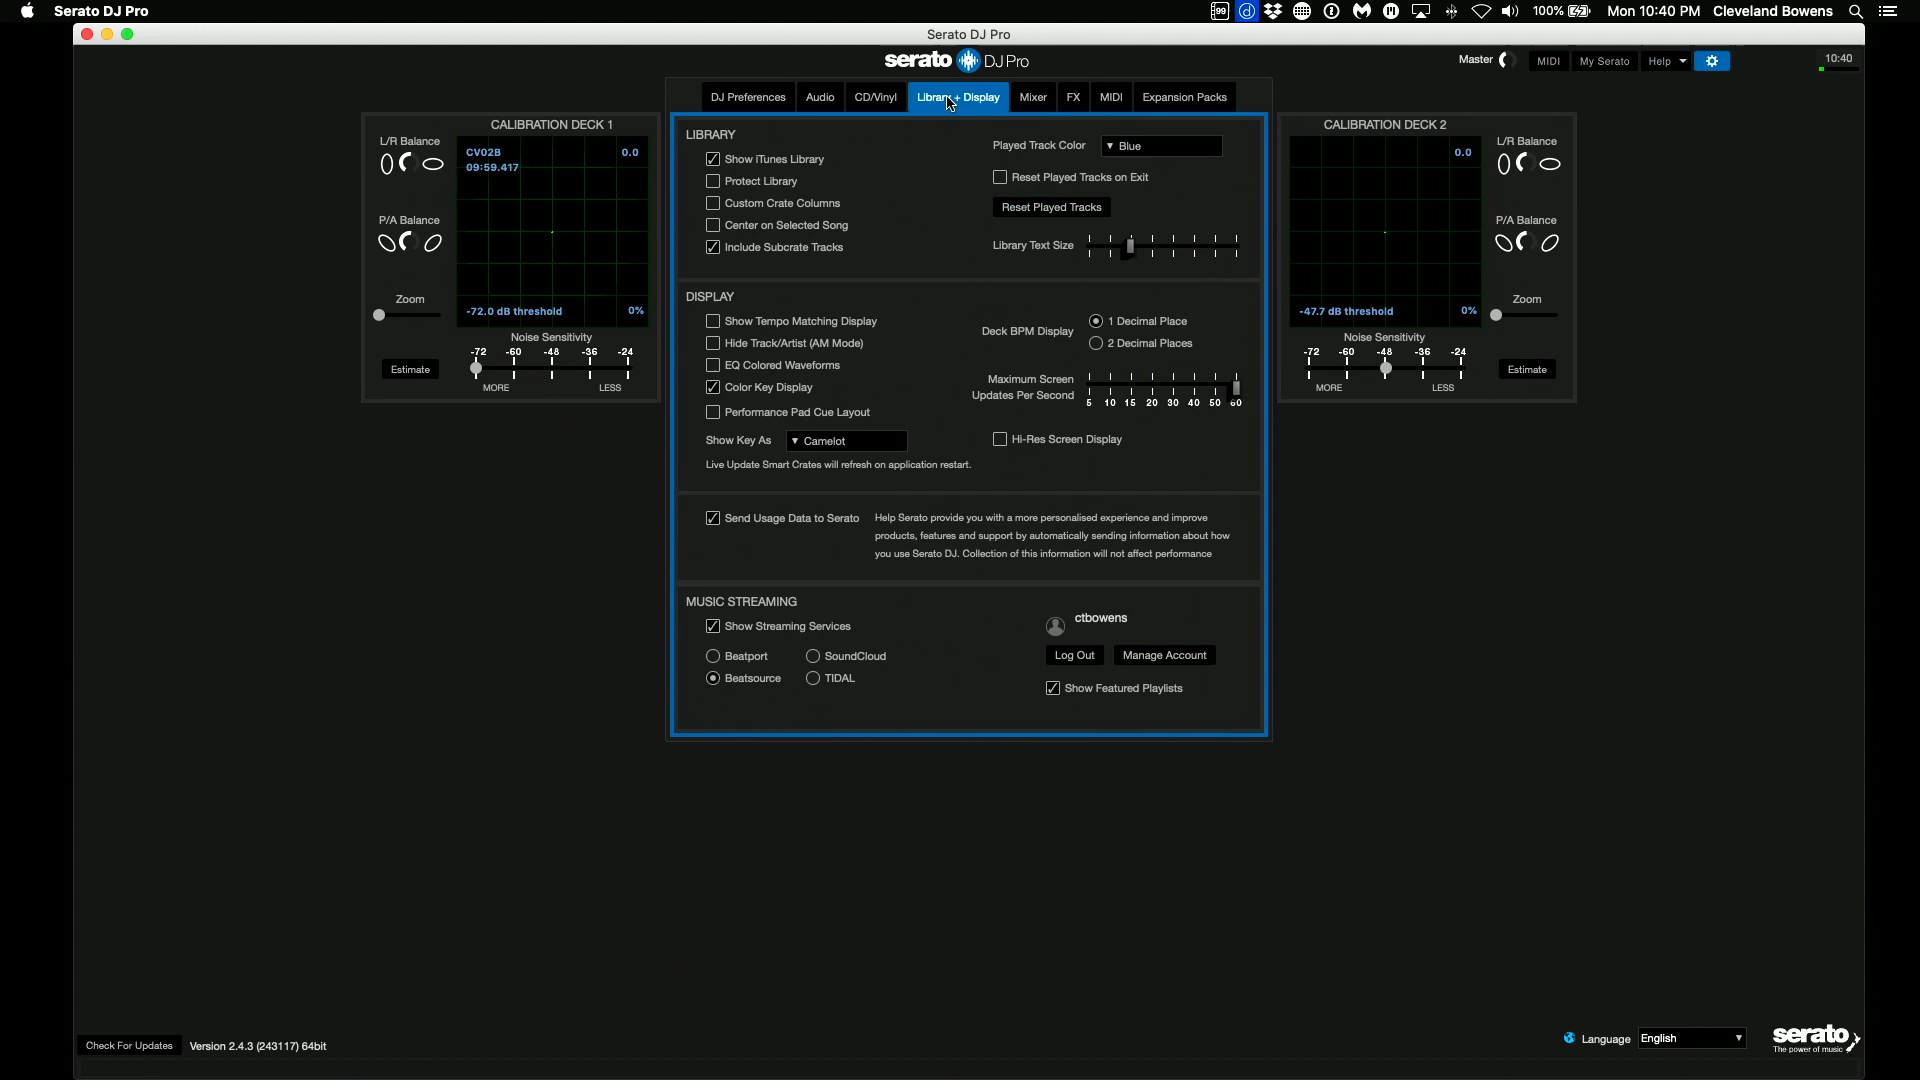 Serato DJ Pro
99
100%
Mon 10:40 PM
Cleveland Bowens
Serato DJ Pro
serato DJ Pro
Master
MIDI
My Serato
Help
10:40
DJ Preferences
Audio
CD/Vinyl
Library + Display
Mixer
FX
MIDI
Expansion Packs
CALIBRATION DECK 1
L/R Balance
CV02B
0.0
09:59.417
P/A Balance
Zoom
-72.0 dB threshold
0%
Noise Sensitivity
-72 -60 -48 -36 -24
Estimate
MORE LESS
LIBRARY
Show iTunes Library
Protect Library
Custom Crate Columns
Center on Selected Song
Include Subcrate Tracks
Played Track Color
Blue
Reset Played Tracks on Exit
Reset Played Tracks
Library Text Size
DISPLAY
Show Tempo Matching Display
Hide Track/Artist (AM Mode)
EQ Colored Waveforms
Color Key Display
Performance Pad Cue Layout
Show Key As
Camelot
Live Update Smart Crates will refresh on application restart.
Deck BPM Display
1 Decimal Place
2 Decimal Places
Maximum Screen
Updates Per Second
5 10 15 20 30 40 50 60
Hi-Res Screen Display
Send Usage Data to Serato
Help Serato provide you with a more personalised experience and improve
products, features and support by automatically sending information about how
you use Serato DJ. Collection of this information will not affect performance
MUSIC STREAMING
Show Streaming Services
Beatport
SoundCloud
Beatsource
TIDAL
ctbowens
Log Out
Manage Account
Show Featured Playlists
CALIBRATION DECK 2
0.0
L/R Balance
P/A Balance
Zoom
-47.7 dB threshold
0%
Noise Sensitivity
-72 -60 -48 -36 -24
Estimate
MORE LESS
Check For Updates
Version 2.4.3 (243117) 64bit
Language
English
serato
The power of music